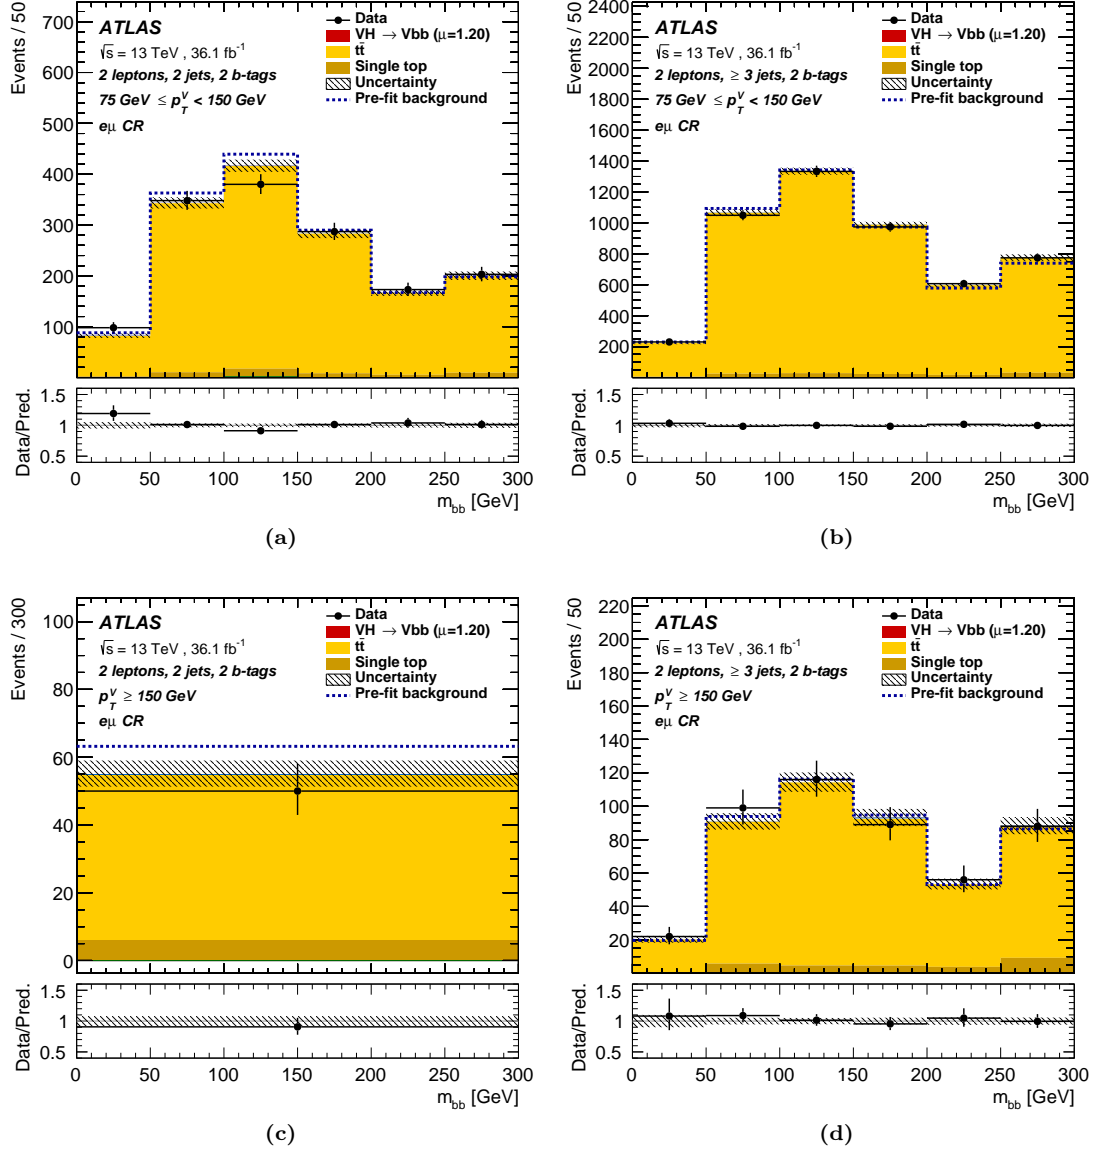 Events / 50
700
600
500
400
300
200
100
ATLAS
√s = 13 TeV , 36.1 fb-1
2 leptons, 2 jets, 2 b-tags
75 GeV ≤ pTV < 150 GeV
eμ CR
Data
VH → Vbb (μ=1.20)
tt̄
Single top
Uncertainty
Pre-fit background
Data/Pred.
1.5
1
0.5
0 50 100 150 200 250 300
mbb [GeV]
(a)
Events / 50
2400
2200
2000
1800
1600
1400
1200
1000
800
600
400
200
ATLAS
√s = 13 TeV , 36.1 fb-1
2 leptons, ≥ 3 jets, 2 b-tags
75 GeV ≤ pTV < 150 GeV
eμ CR
Data
VH → Vbb (μ=1.20)
tt̄
Single top
Uncertainty
Pre-fit background
Data/Pred.
1.5
1
0.5
0 50 100 150 200 250 300
mbb [GeV]
(b)
Events / 300
100
80
60
40
20
0
ATLAS
√s = 13 TeV , 36.1 fb-1
2 leptons, 2 jets, 2 b-tags
pTV ≥ 150 GeV
eμ CR
Data
VH → Vbb (μ=1.20)
tt̄
Single top
Uncertainty
Pre-fit background
Data/Pred.
1.5
1
0.5
0 50 100 150 200 250 300
mbb [GeV]
(c)
Events / 50
220
200
180
160
140
120
100
80
60
40
20
ATLAS
√s = 13 TeV , 36.1 fb-1
2 leptons, ≥ 3 jets, 2 b-tags
pTV ≥ 150 GeV
eμ CR
Data
VH → Vbb (μ=1.20)
tt̄
Single top
Uncertainty
Pre-fit background
Data/Pred.
1.5
1
0.5
0 50 100 150 200 250 300
mbb [GeV]
(d)